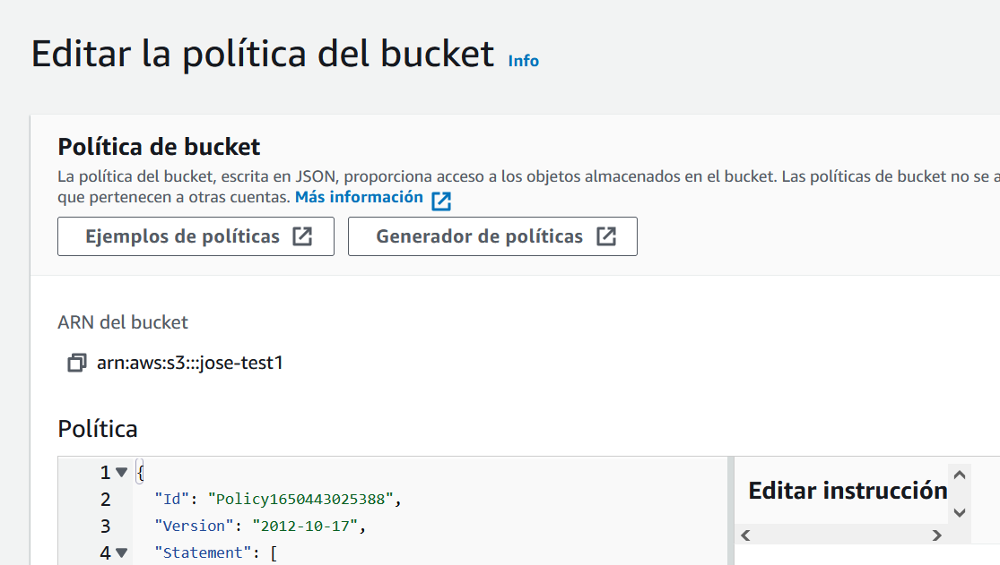 Editar la política del bucket Info
Política de bucket
La política del bucket, escrita en JSON, proporciona acceso a los objetos almacenados en el bucket. Las políticas de bucket no se a
que pertenecen a otras cuentas. Más información
Ejemplos de políticas Generador de políticas
ARN del bucket
arn:aws:s3:::jose-test1
Política
1 {
2 "Id": "Policy1650443025388",
3 "Version": "2012-10-17",
4 "Statement": [
Editar instrucción